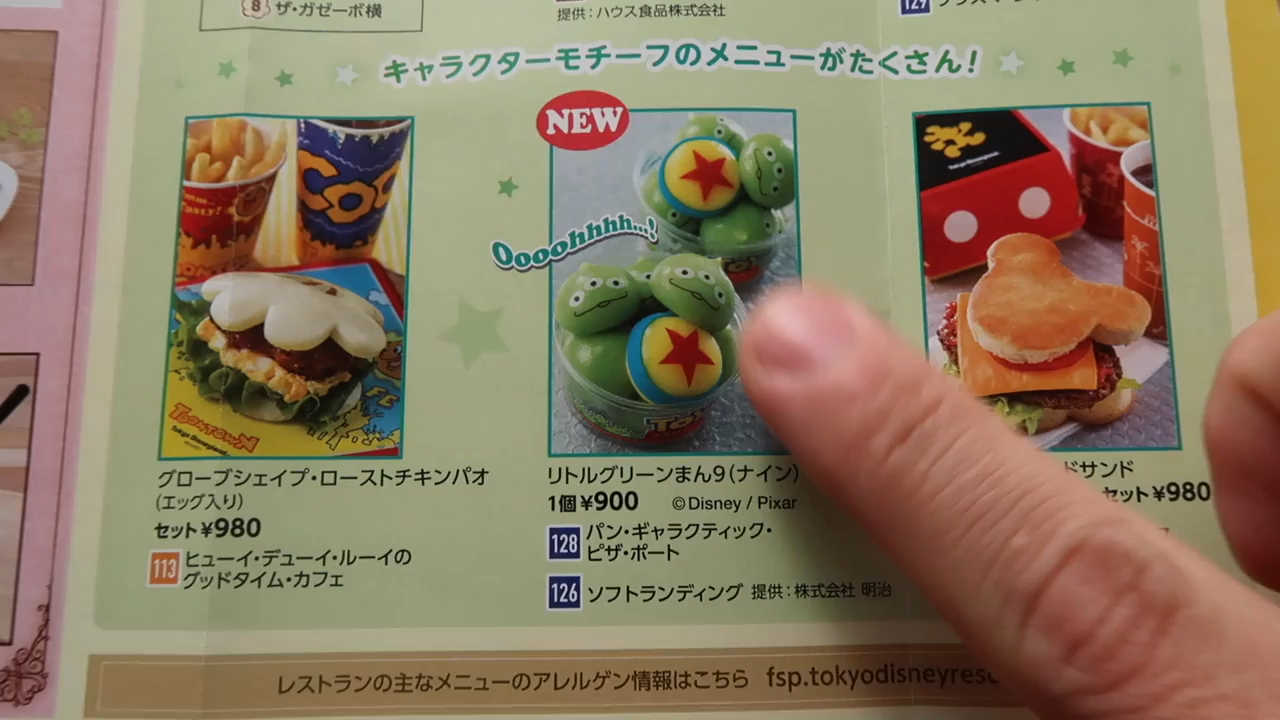 8 ザ・ガゼーボ横
提供：ハウス食品株式会社
129
キャラクターモチーフのメニューがたくさん！
NEW
Oooohhhh...!
Tasty!
COO
TOONTOWN
Tokyo Disneyland
グローブシェイプ・ローストチキンパオ
(エッグ入り)
セット¥980
113 ヒューイ・デューイ・ルーイの
グッドタイム・カフェ
リトルグリーンまん9(ナイン)
1個¥900 ©Disney / Pixar
128 パン・ギャラクティック・
ピザ・ポート
126 ソフトランディング 提供：株式会社 明治
ドサンド
セット¥980
レストランの主なメニューのアレルゲン情報はこちら fsp.tokyodisneyreso